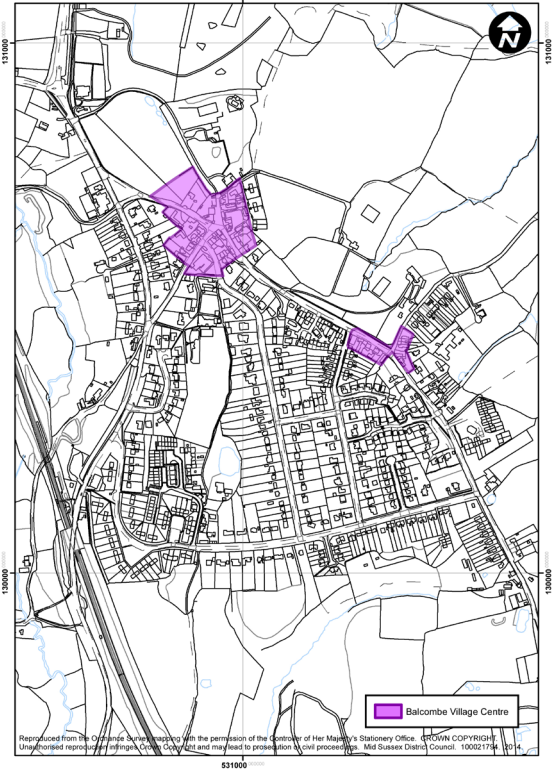 N
131000
131000
130000
130000
Balcombe Village Centre
Reproduced from the Ordnance Survey mapping with the permission of the Controller of Her Majesty's Stationery Office. CROWN COPYRIGHT.
Unauthorised reproduction infringes Crown Copyright and may lead to prosecution or civil proceedings. Mid Sussex District Council. 100021794. 2014.
531000